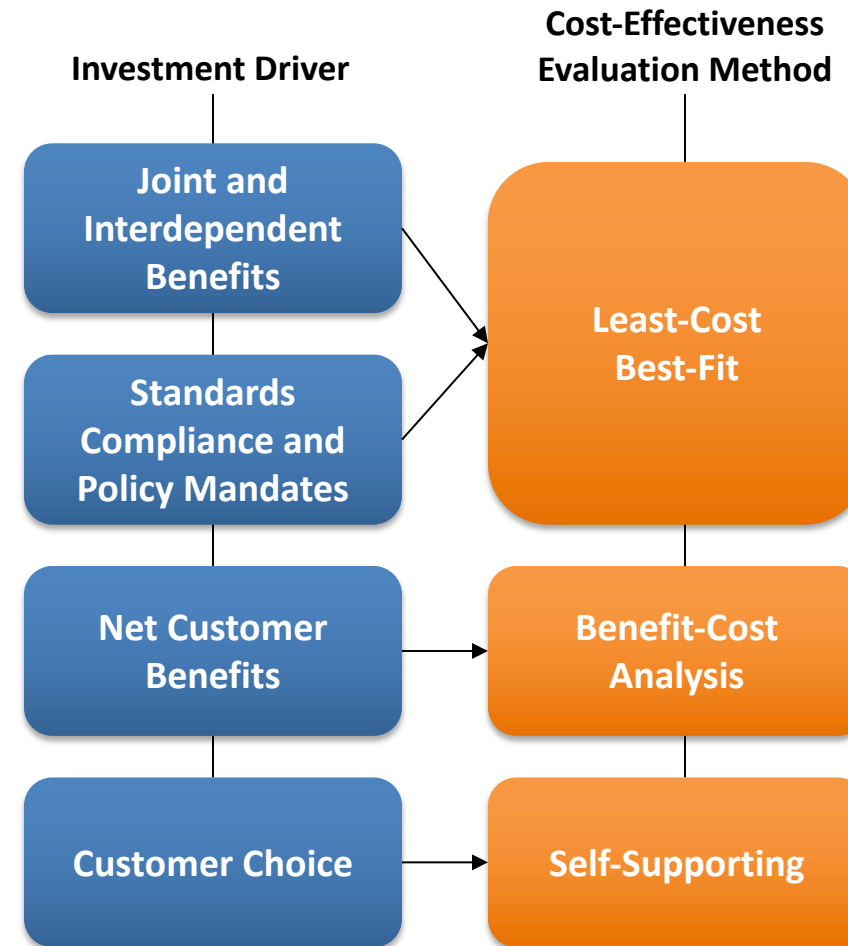 Investment Driver
Cost-Effectiveness
Evaluation Method
Joint and
Interdependent
Benefits
Standards
Compliance and
Policy Mandates
Least-Cost
Best-Fit
Net Customer
Benefits
Benefit-Cost
Analysis
Customer Choice
Self-Supporting